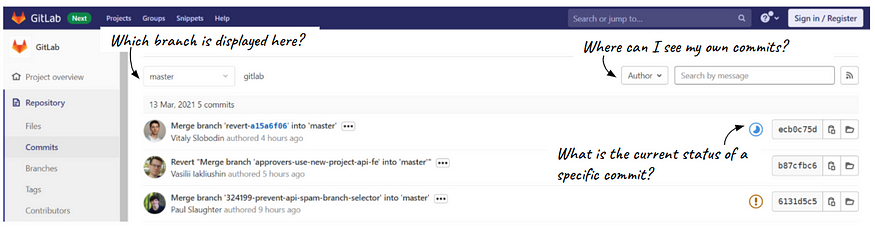 GitLab Next Projects Groups Snippets Help Search or jump to... Sign in / Register
Which branch is displayed here?
GitLab
Where can I see my own commits?
Project overview master gitlab Author Search by message
Repository 13 Mar, 2021 5 commits
Files Merge branch 'revert-a15a6f06' into 'master' ecb0c75d
Vitaly Slobodin authored 4 hours ago
Commits
Branches Revert "Merge branch 'approvers-use-new-project-api-fe' into 'master'" b87cfbc6
Vasilii Iakliushin authored 5 hours ago
What is the current status of a
specific commit?
Tags
Merge branch '324199-prevent-api-spam-branch-selector' into 'master' 6131d5c5
Contributors Paul Slaughter authored 9 hours ago